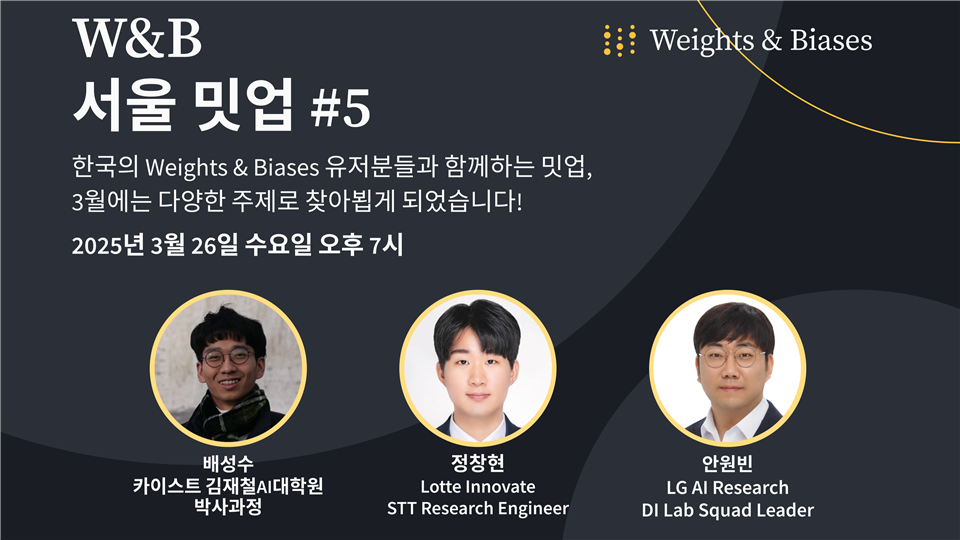 W&B
Weights & Biases
서울 밋업 #5
한국의 Weights & Biases 유저분들과 함께하는 밋업,
3월에는 다양한 주제로 찾아뵙게 되었습니다!
2025년 3월 26일 수요일 오후 7시
배성수
카이스트 김재철AI대학원
박사과정
정창현
Lotte Innovate
STT Research Engineer
안원빈
LG AI Research
DI Lab Squad Leader